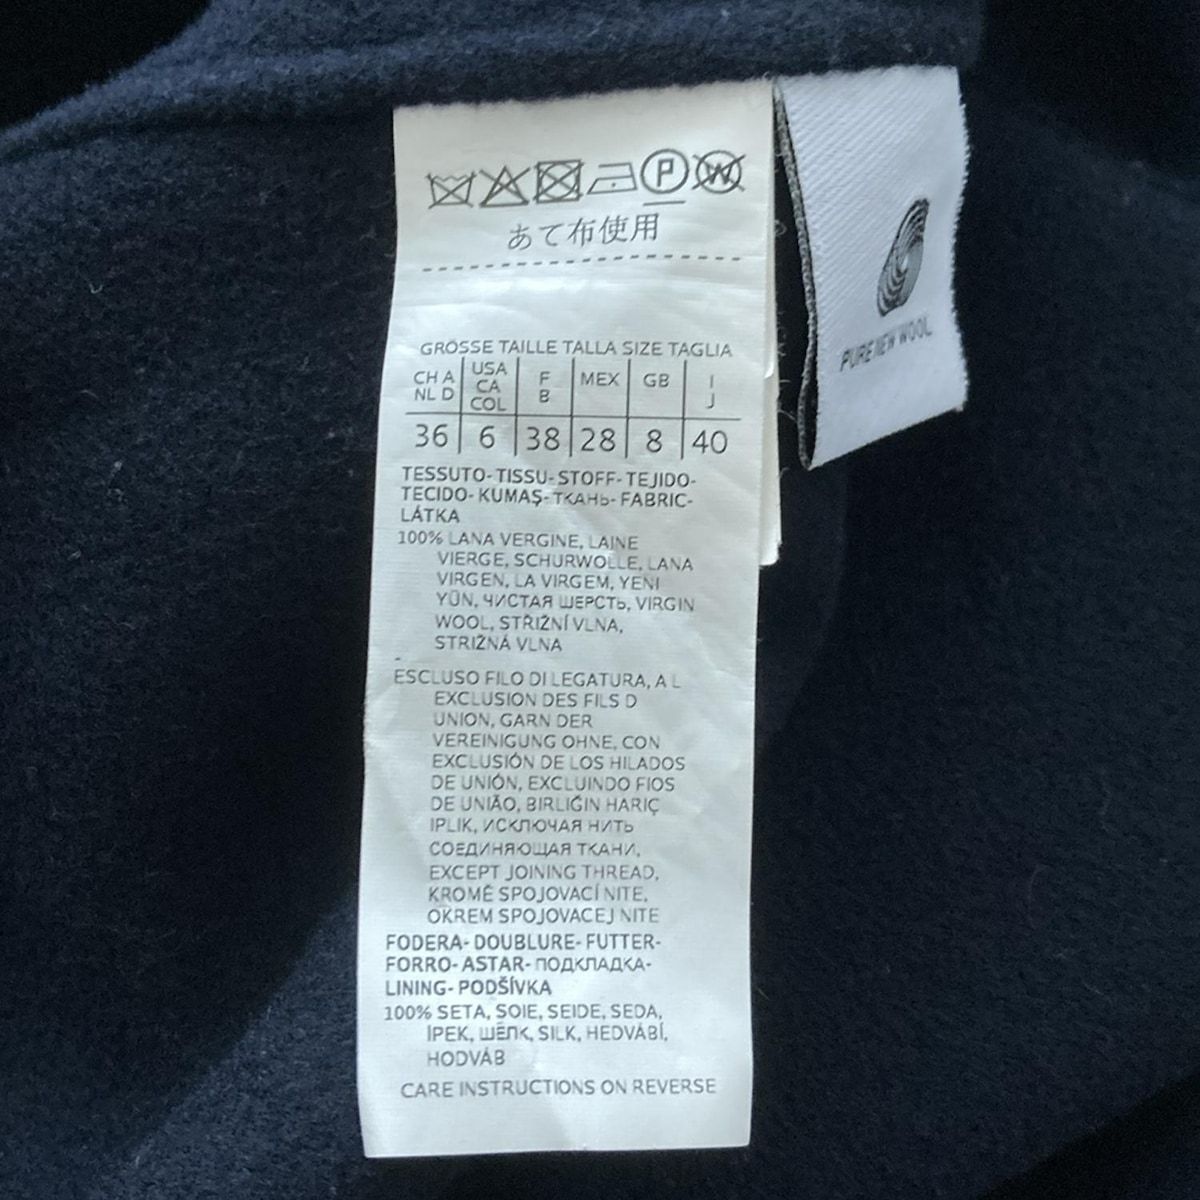 P W
あて布使用
GRÖSSE TAILLE TALLA SIZE TAGLIA
CH A NL D | USA CA COL | F B | MEX | GB | I J
36 | 6 | 38 | 28 | 8 | 40
TESSUTO-TISSU-STOFF-TEJIDO-
TECIDO-KUMAŞ-ТКАНЬ-FABRIC-
LÁTKA
100% LANA VERGINE, LAINE
VIERGE, SCHURWOLLE, LANA
VIRGEN, LA VIRGEM, YENI
YÜN, ЧИСТАЯ ШЕРСТЬ, VIRGIN
WOOL, STŘIŽNÍ VLNA,
STRIŽNÁ VLNA
-
ESCLUSO FILO DI LEGATURA, A L
EXCLUSION DES FILS D
UNION, GARN DER
VEREINIGUNG OHNE, CON
EXCLUSIÓN DE LOS HILADOS
DE UNIÓN, EXCLUINDO FIOS
DE UNIÃO, BIRLIĞIN HARIÇ
IPLIK, ИСКЛЮЧАЯ НИТЬ
СОЕДИНЯЮЩАЯ ТКАНИ,
EXCEPT JOINING THREAD,
KROMĚ SPOJOVACÍ NITE,
OKREM SPOJOVACEJ NITE
FODERA-DOUBLURE-FUTTER-
FORRO-ASTAR-ПОДКЛАДКА-
LINING-PODŠÍVKA
100% SETA, SOIE, SEIDE, SEDA,
İPEK, ШЁЛК, SILK, HEDVÁBÍ,
HODVÁB
CARE INSTRUCTIONS ON REVERSE
PURE NEW WOOL